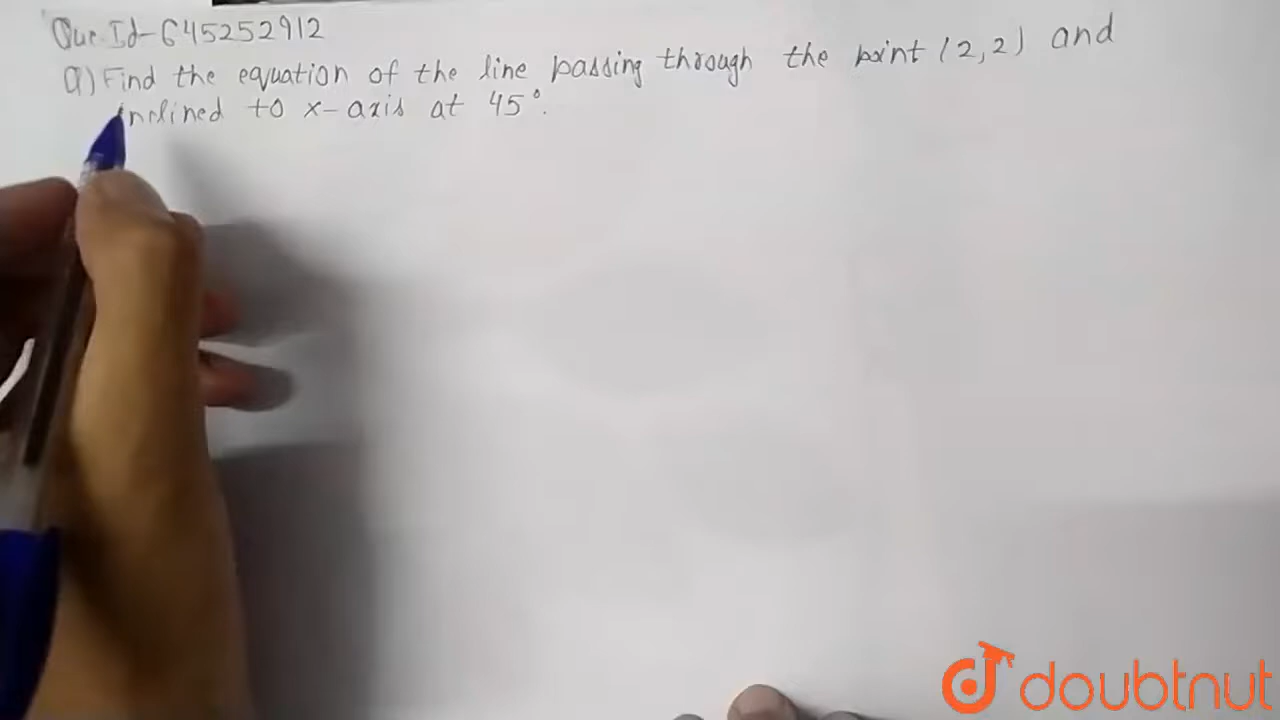 Que. Id-645252912
Q) Find the equation of the line passing through the point (2,2) and
inclined to x-axis at 45°.
doubtnut